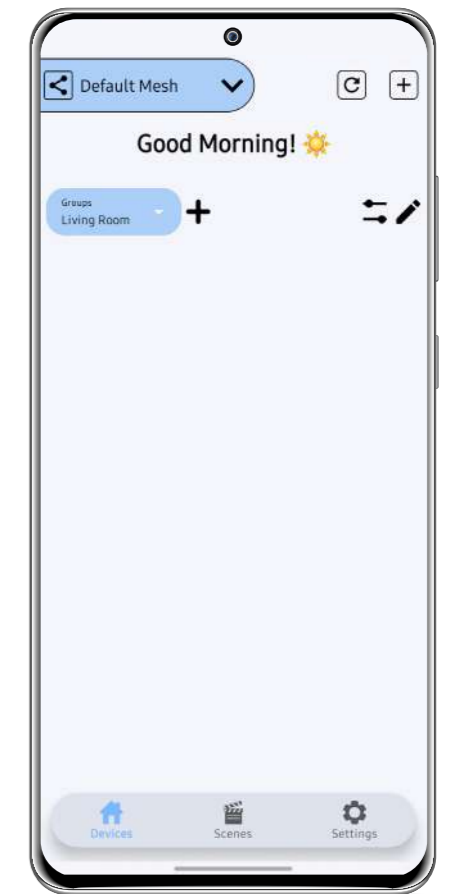 Default Mesh
Good Morning! ☀️
Groups
Living Room
Devices
Scenes
Settings